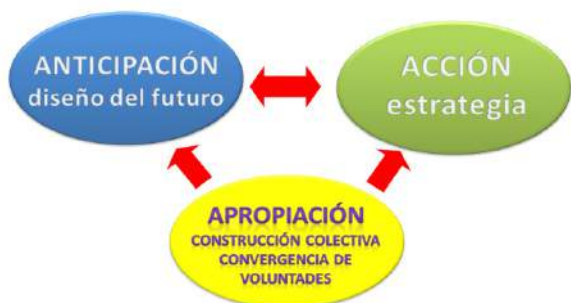 ANTICIPACIÓN
diseño del futuro
ACCIÓN
estrategia
APROPIACIÓN
CONSTRUCCIÓN COLECTIVA
CONVERGENCIA DE
VOLUNTADES